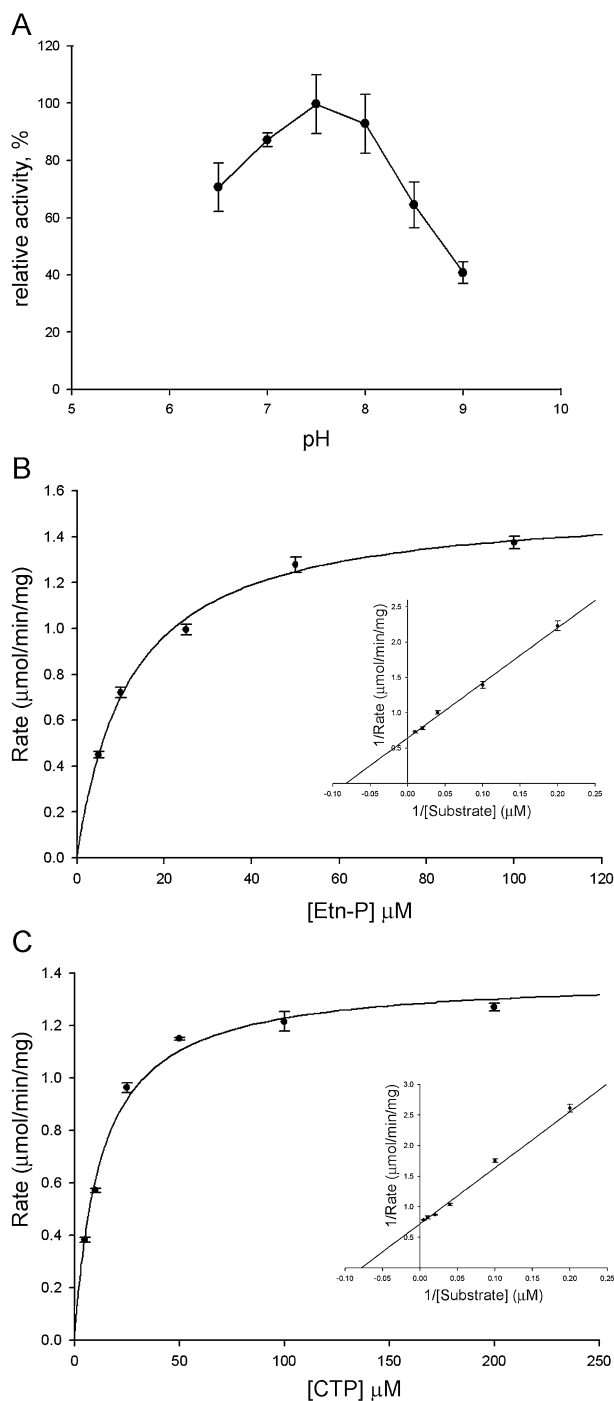 A
relative activity, %
120
100
80
60
40
20
0
5 6 7 8 9 10
pH
B
Rate (μmol/min/mg)
1.6
1.4
1.2
1.0
0.8
0.6
0.4
0.2
0.0
0 20 40 60 80 100 120
[Etn-P] μM
1/Rate (μmol/min/mg)
2.5
2.0
1.5
1.0
0.5
-0.10 -0.05 0.00 0.05 0.10 0.15 0.20 0.25
1/[Substrate] (μM)
C
Rate (μmol/min/mg)
1.4
1.2
1.0
0.8
0.6
0.4
0.2
0.0
0 50 100 150 200 250
[CTP] μM
1/Rate (μmol/min/mg)
3.0
2.5
2.0
1.5
1.0
0.5
-0.10 -0.05 0.00 0.05 0.10 0.15 0.20 0.25
1/[Substrate] (μM)